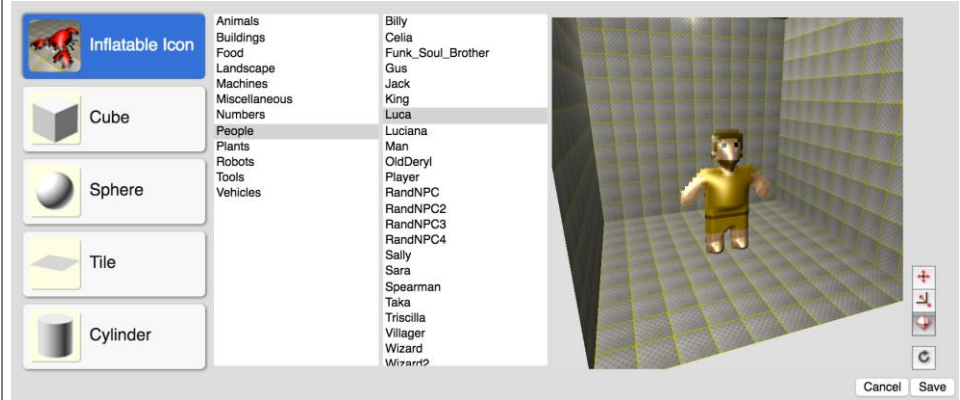 Inflatable Icon
Cube
Sphere
Tile
Cylinder
Animals
Buildings
Food
Landscape
Machines
Miscellaneous
Numbers
People
Plants
Robots
Tools
Vehicles
Billy
Celia
Funk_Soul_Brother
Gus
Jack
King
Luca
Luciana
Man
OldDeryl
Player
RandNPC
RandNPC2
RandNPC3
RandNPC4
Sally
Sara
Spearman
Taka
Triscilla
Villager
Wizard
Wizard2
Cancel Save